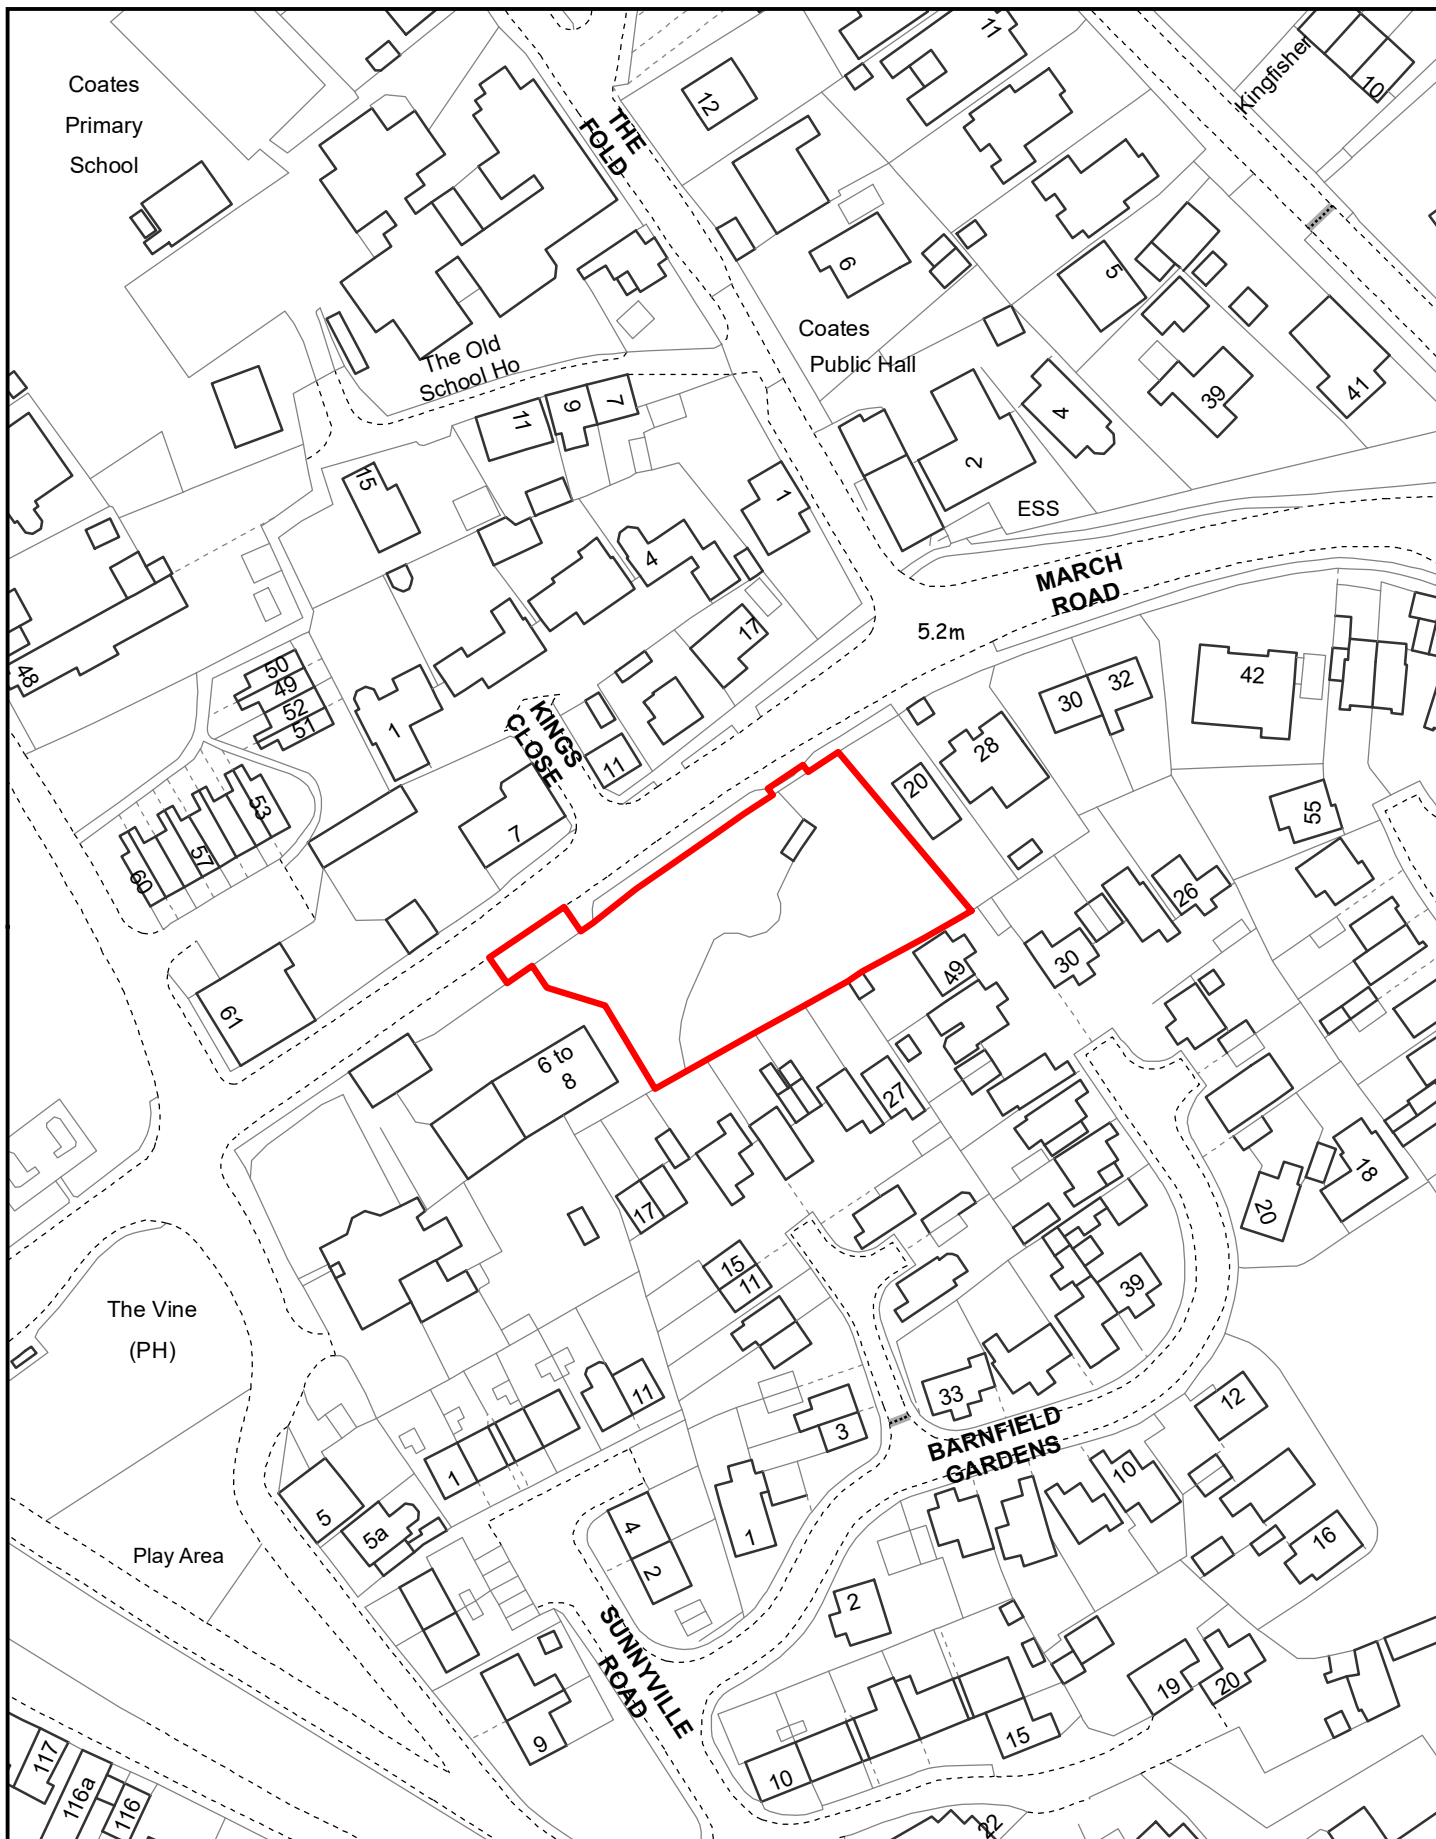 Coates
Primary
School
THE
FOLD
12
11
Kingfisher
10
6
5
Coates
Public Hall
The Old
School Ho
11
9
7
15
1
4
2
4
39
41
ESS
MARCH
ROAD
5.2m
17
48
50
49
52
51
1
KINGS
CLOSE
11
7
53
57
60
61
20
28
30
32
42
55
26
30
49
27
6 to
8
17
15
11
18
20
39
33
3
12
BARNFIELD
GARDENS
10
16
The Vine
(PH)
11
1
5
5a
Play Area
4
2
1
2
SUNNYVILLE
ROAD
9
10
15
19
20
22
117
116a
116